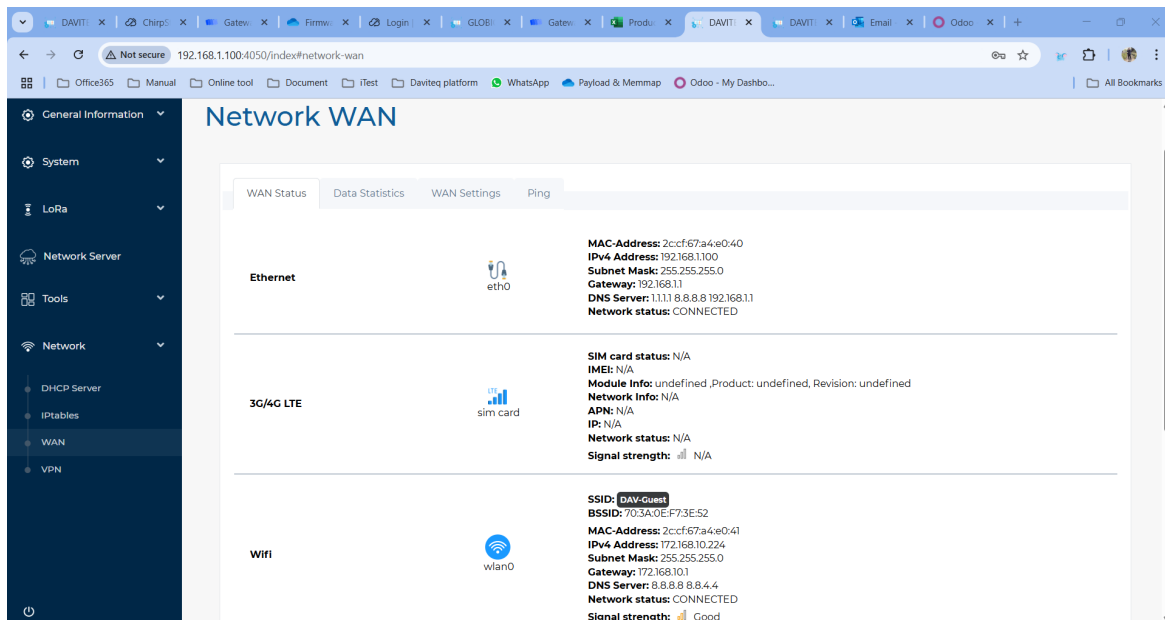 DAVITE
ChirpS
Gatew
Firmw
Login |
GLOBI
Gatew
Produ
DAVITE
DAVITE
Email
Odoo
Not secure
192.168.1.100:4050/index#network-wan
Office365
Manual
Online tool
Document
iTest
Daviteq platform
WhatsApp
Payload & Memmap
Odoo - My Dashbo...
All Bookmarks
General Information
System
LoRa
Network Server
Tools
Network
DHCP Server
IPtables
WAN
VPN
Network WAN
WAN Status
Data Statistics
WAN Settings
Ping
Ethernet
eth0
MAC-Address: 2c:cf:67:a4:e0:40
IPv4 Address: 192.168.1.100
Subnet Mask: 255.255.255.0
Gateway: 192.168.1.1
DNS Server: 1.1.1.1 8.8.8.8 192.168.1.1
Network status: CONNECTED
3G/4G LTE
LTE
sim card
SIM card status: N/A
IMEI: N/A
Module Info: undefined ,Product: undefined, Revision: undefined
Network Info: N/A
APN: N/A
IP: N/A
Network status: N/A
Signal strength: N/A
Wifi
wlan0
SSID: DAV-Guest
BSSID: 70:3A:0E:F7:3E:52
MAC-Address: 2c:cf:67:a4:e0:41
IPv4 Address: 172.168.10.224
Subnet Mask: 255.255.255.0
Gateway: 172.168.10.1
DNS Server: 8.8.8.8 8.8.4.4
Network status: CONNECTED
Signal strength: Good